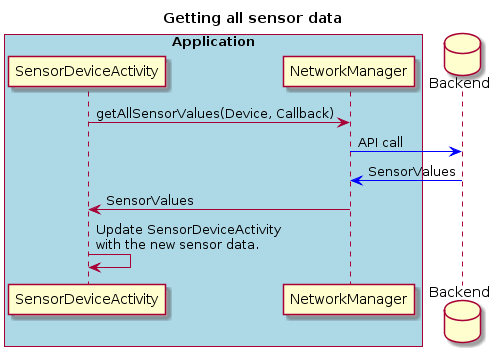 Getting all sensor data
Application
SensorDeviceActivity
NetworkManager
Backend
getAllSensorValues(Device, Callback)
API call
SensorValues
SensorValues
Update SensorDeviceActivity
with the new sensor data.
SensorDeviceActivity
NetworkManager
Backend